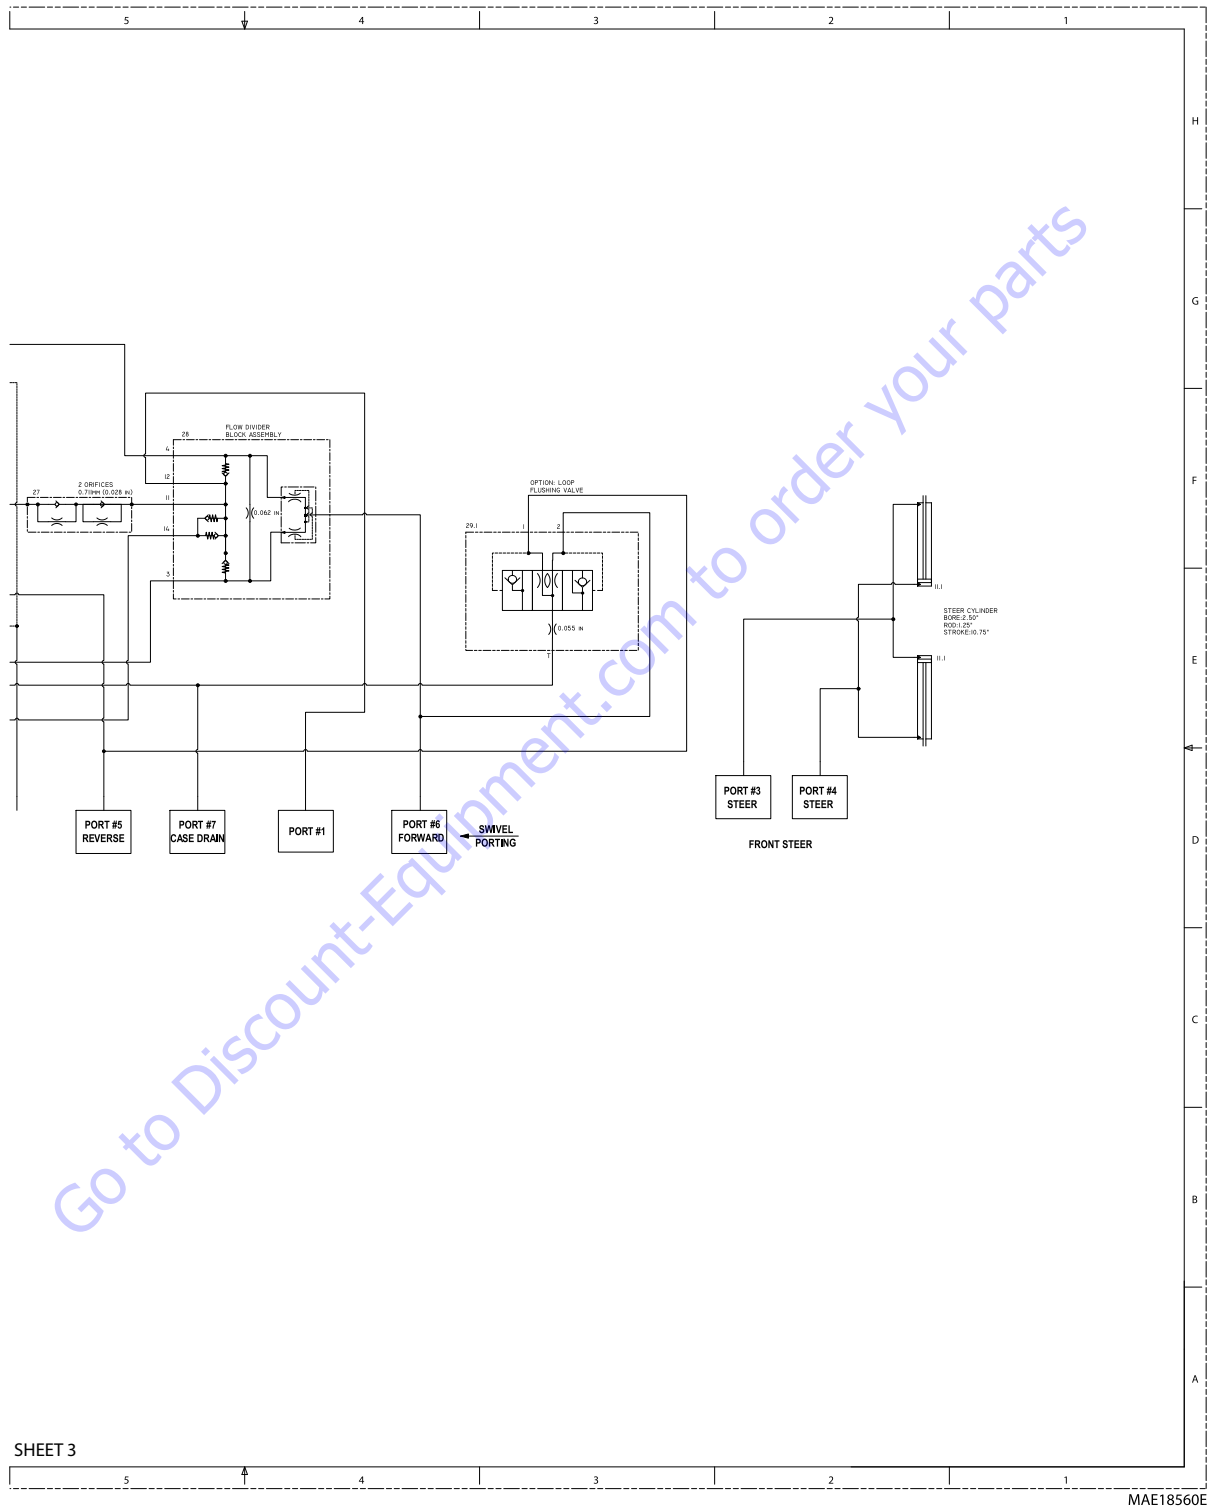 5 4 3 2 1
H
G
F
E
D
C
B
A
FLOW DIVIDER
BLOCK ASSEMBLY
28
4
12
11
14
3
0.062 IN
2 ORIFICES
0.711MM (0.028 IN)
27
OPTION: LOOP
FLUSHING VALVE
29.1
1
2
0.055 IN
T
11.1
STEER CYLINDER
BORE:2.50"
ROD:1.25"
STROKE:10.75"
11.1
PORT #3
STEER
PORT #4
STEER
FRONT STEER
PORT #5
REVERSE
PORT #7
CASE DRAIN
PORT #1
PORT #6
FORWARD
SWIVEL
PORTING
Go to Discount-Equipment.com to order your parts
SHEET 3
5 4 3 2 1
MAE18560E